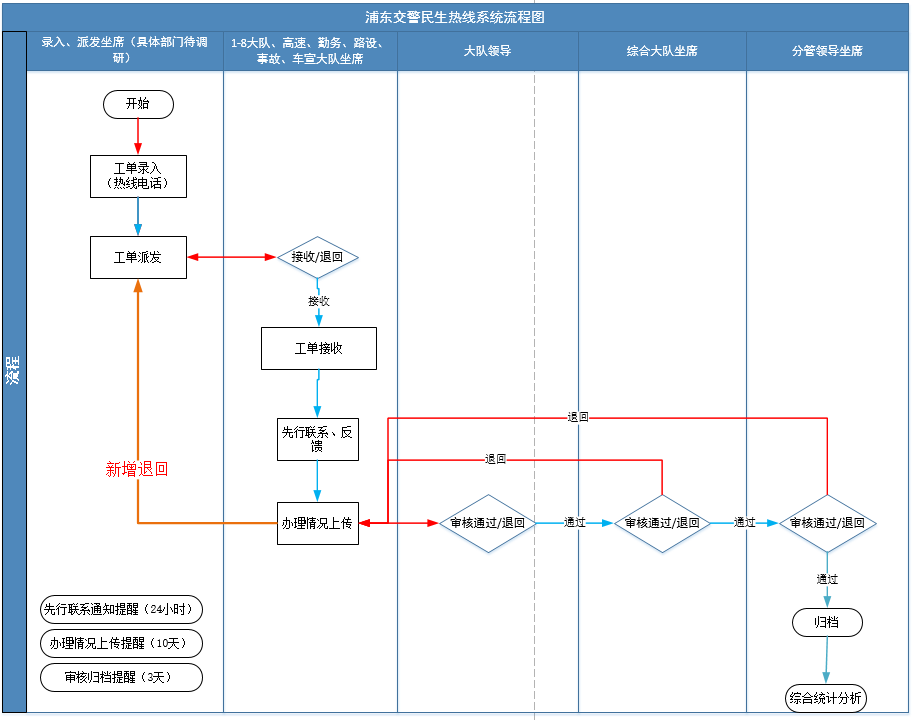 浦东交警民生热线系统流程图
录入、派发坐席（具体部门待调
研）
1-8大队、高速、勤务、路设、
事故、车宣大队坐席
大队领导
综合大队坐席
分管领导坐席
流程
开始
工单录入
（热线电话）
工单派发
接收/退回
接收
工单接收
先行联系、反
馈
退回
退回
新增退回
办理情况上传
审核通过/退回
通过
审核通过/退回
通过
审核通过/退回
通过
先行联系通知提醒（24小时）
归档
办理情况上传提醒（10天）
审核归档提醒（3天）
综合统计分析